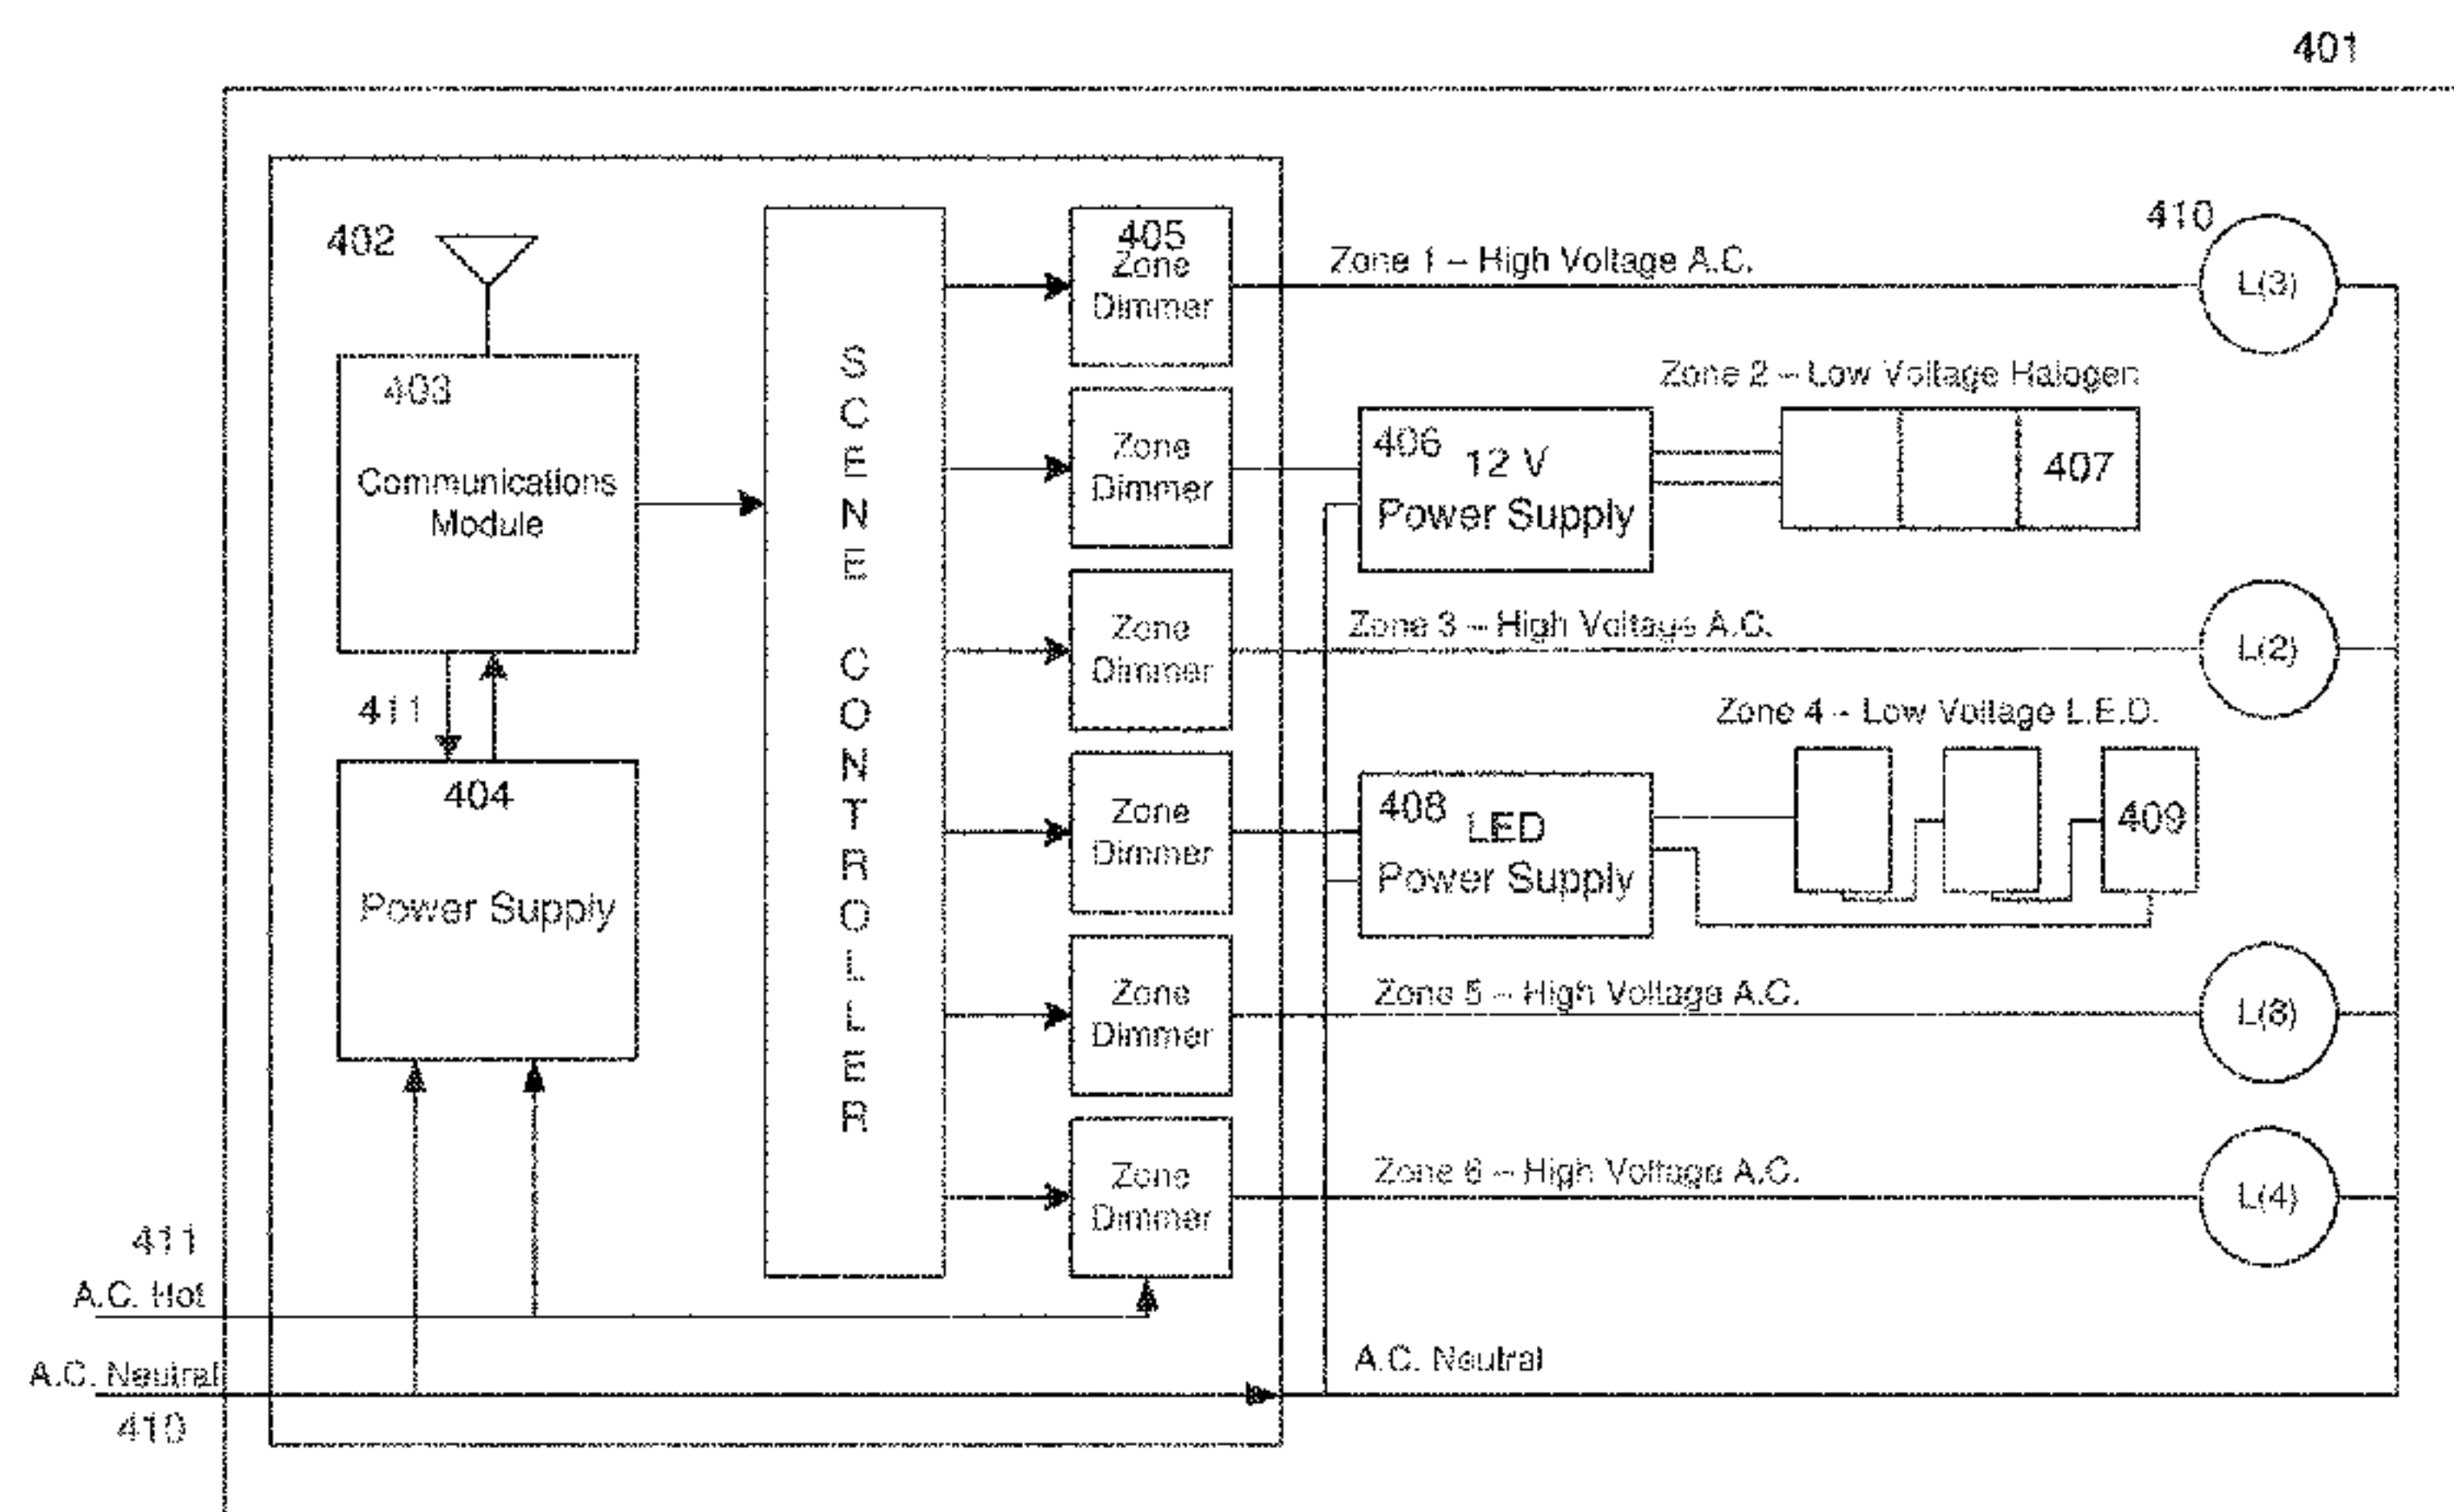 401
402
403
Communications
Module
411
404
Power Supply
SCENE CONTROLLER
405
Zone
Dimmer
Zone
Dimmer
Zone
Dimmer
Zone
Dimmer
Zone
Dimmer
Zone
Dimmer
Zone 1 – High Voltage A.C.
410
L(3)
Zone 2 – Low Voltage Halogen
406 12 V
Power Supply
407
Zone 3 – High Voltage A.C.
L(2)
Zone 4 – Low Voltage L.E.D.
408 LED
Power Supply
409
Zone 5 – High Voltage A.C.
Zone 6 – High Voltage A.C.
L(4)
411
A.C. Hot
A.C. Neutral
410
A.C. Neutral